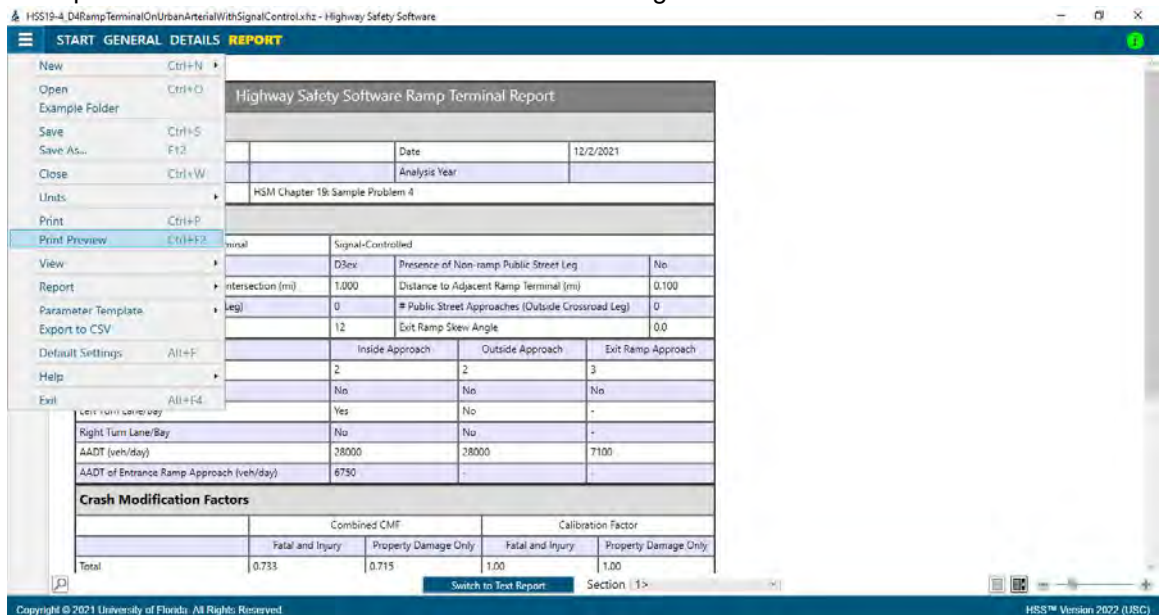 HSS19-4_D4RampTerminalOnUrbanArterialWithSignalControl.xhz - Highway Safety Software
START GENERAL DETAILS REPORT
New Ctrl+N
Open Ctrl+O
Example Folder
Save Ctrl+S
Save As... F12
Close Ctrl+W
Units
Print Ctrl+P
Print Preview Ctrl+F2
View
Report
Parameter Template
Export to CSV
Default Settings Alt+F
Help
Exit Alt+F4
Highway Safety Software Ramp Terminal Report
Date 12/2/2021
Analysis Year
HSM Chapter 19: Sample Problem 4
minal Signal-Controlled
D3ex Presence of Non-ramp Public Street Leg No
ntersection (mi) 1.000 Distance to Adjacent Ramp Terminal (mi) 0.100
Leg) 0 # Public Street Approaches (Outside Crossroad Leg) 0
12 Exit Ramp Skew Angle 0.0
Inside Approach Outside Approach Exit Ramp Approach
2 2 3
No No No
Left Turn Lane/Bay Yes No -
Right Turn Lane/Bay No No -
AADT (veh/day) 28000 28000 7100
AADT of Entrance Ramp Approach (veh/day) 6750 - -
Crash Modification Factors
Combined CMF Calibration Factor
Fatal and Injury Property Damage Only Fatal and Injury Property Damage Only
Total 0.733 0.715 1.00 1.00
Switch to Text Report Section 1>
Copyright © 2021 University of Florida. All Rights Reserved HSS™ Version 2022 (USC)